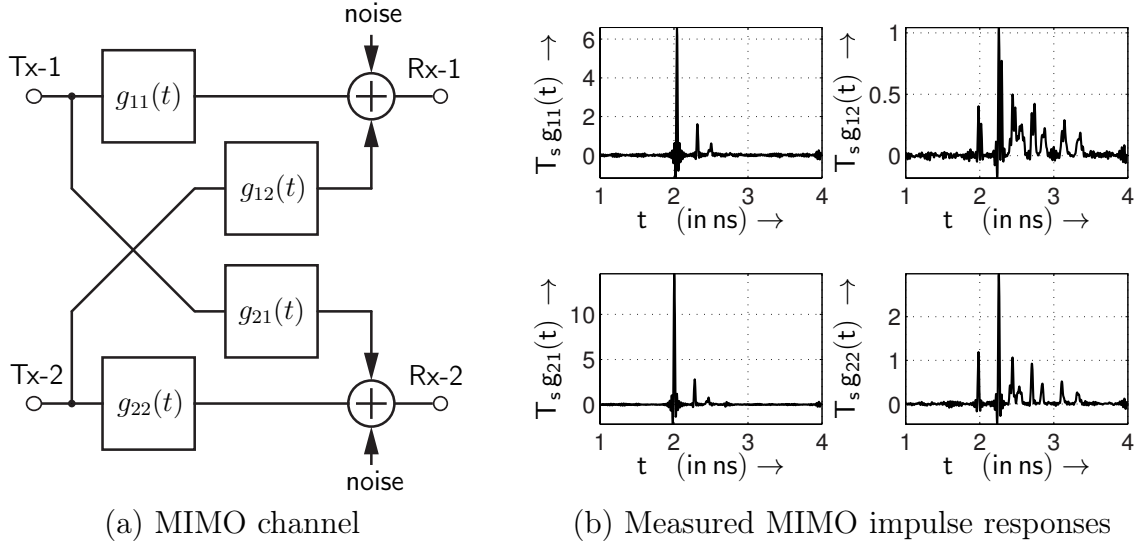 noise
Tx-1
g₁₁(t)
Rx-1
g₁₂(t)
g₂₁(t)
Tx-2
g₂₂(t)
Rx-2
noise
(a) MIMO channel
Tₛ g₁₁(t) →
6
4
2
0
1 2 3 4
t (in ns) →
Tₛ g₁₂(t) →
1
0.5
0
1 2 3 4
t (in ns) →
Tₛ g₂₁(t) →
10
5
0
1 2 3 4
t (in ns) →
Tₛ g₂₂(t) →
2
1
0
1 2 3 4
t (in ns) →
(b) Measured MIMO impulse responses